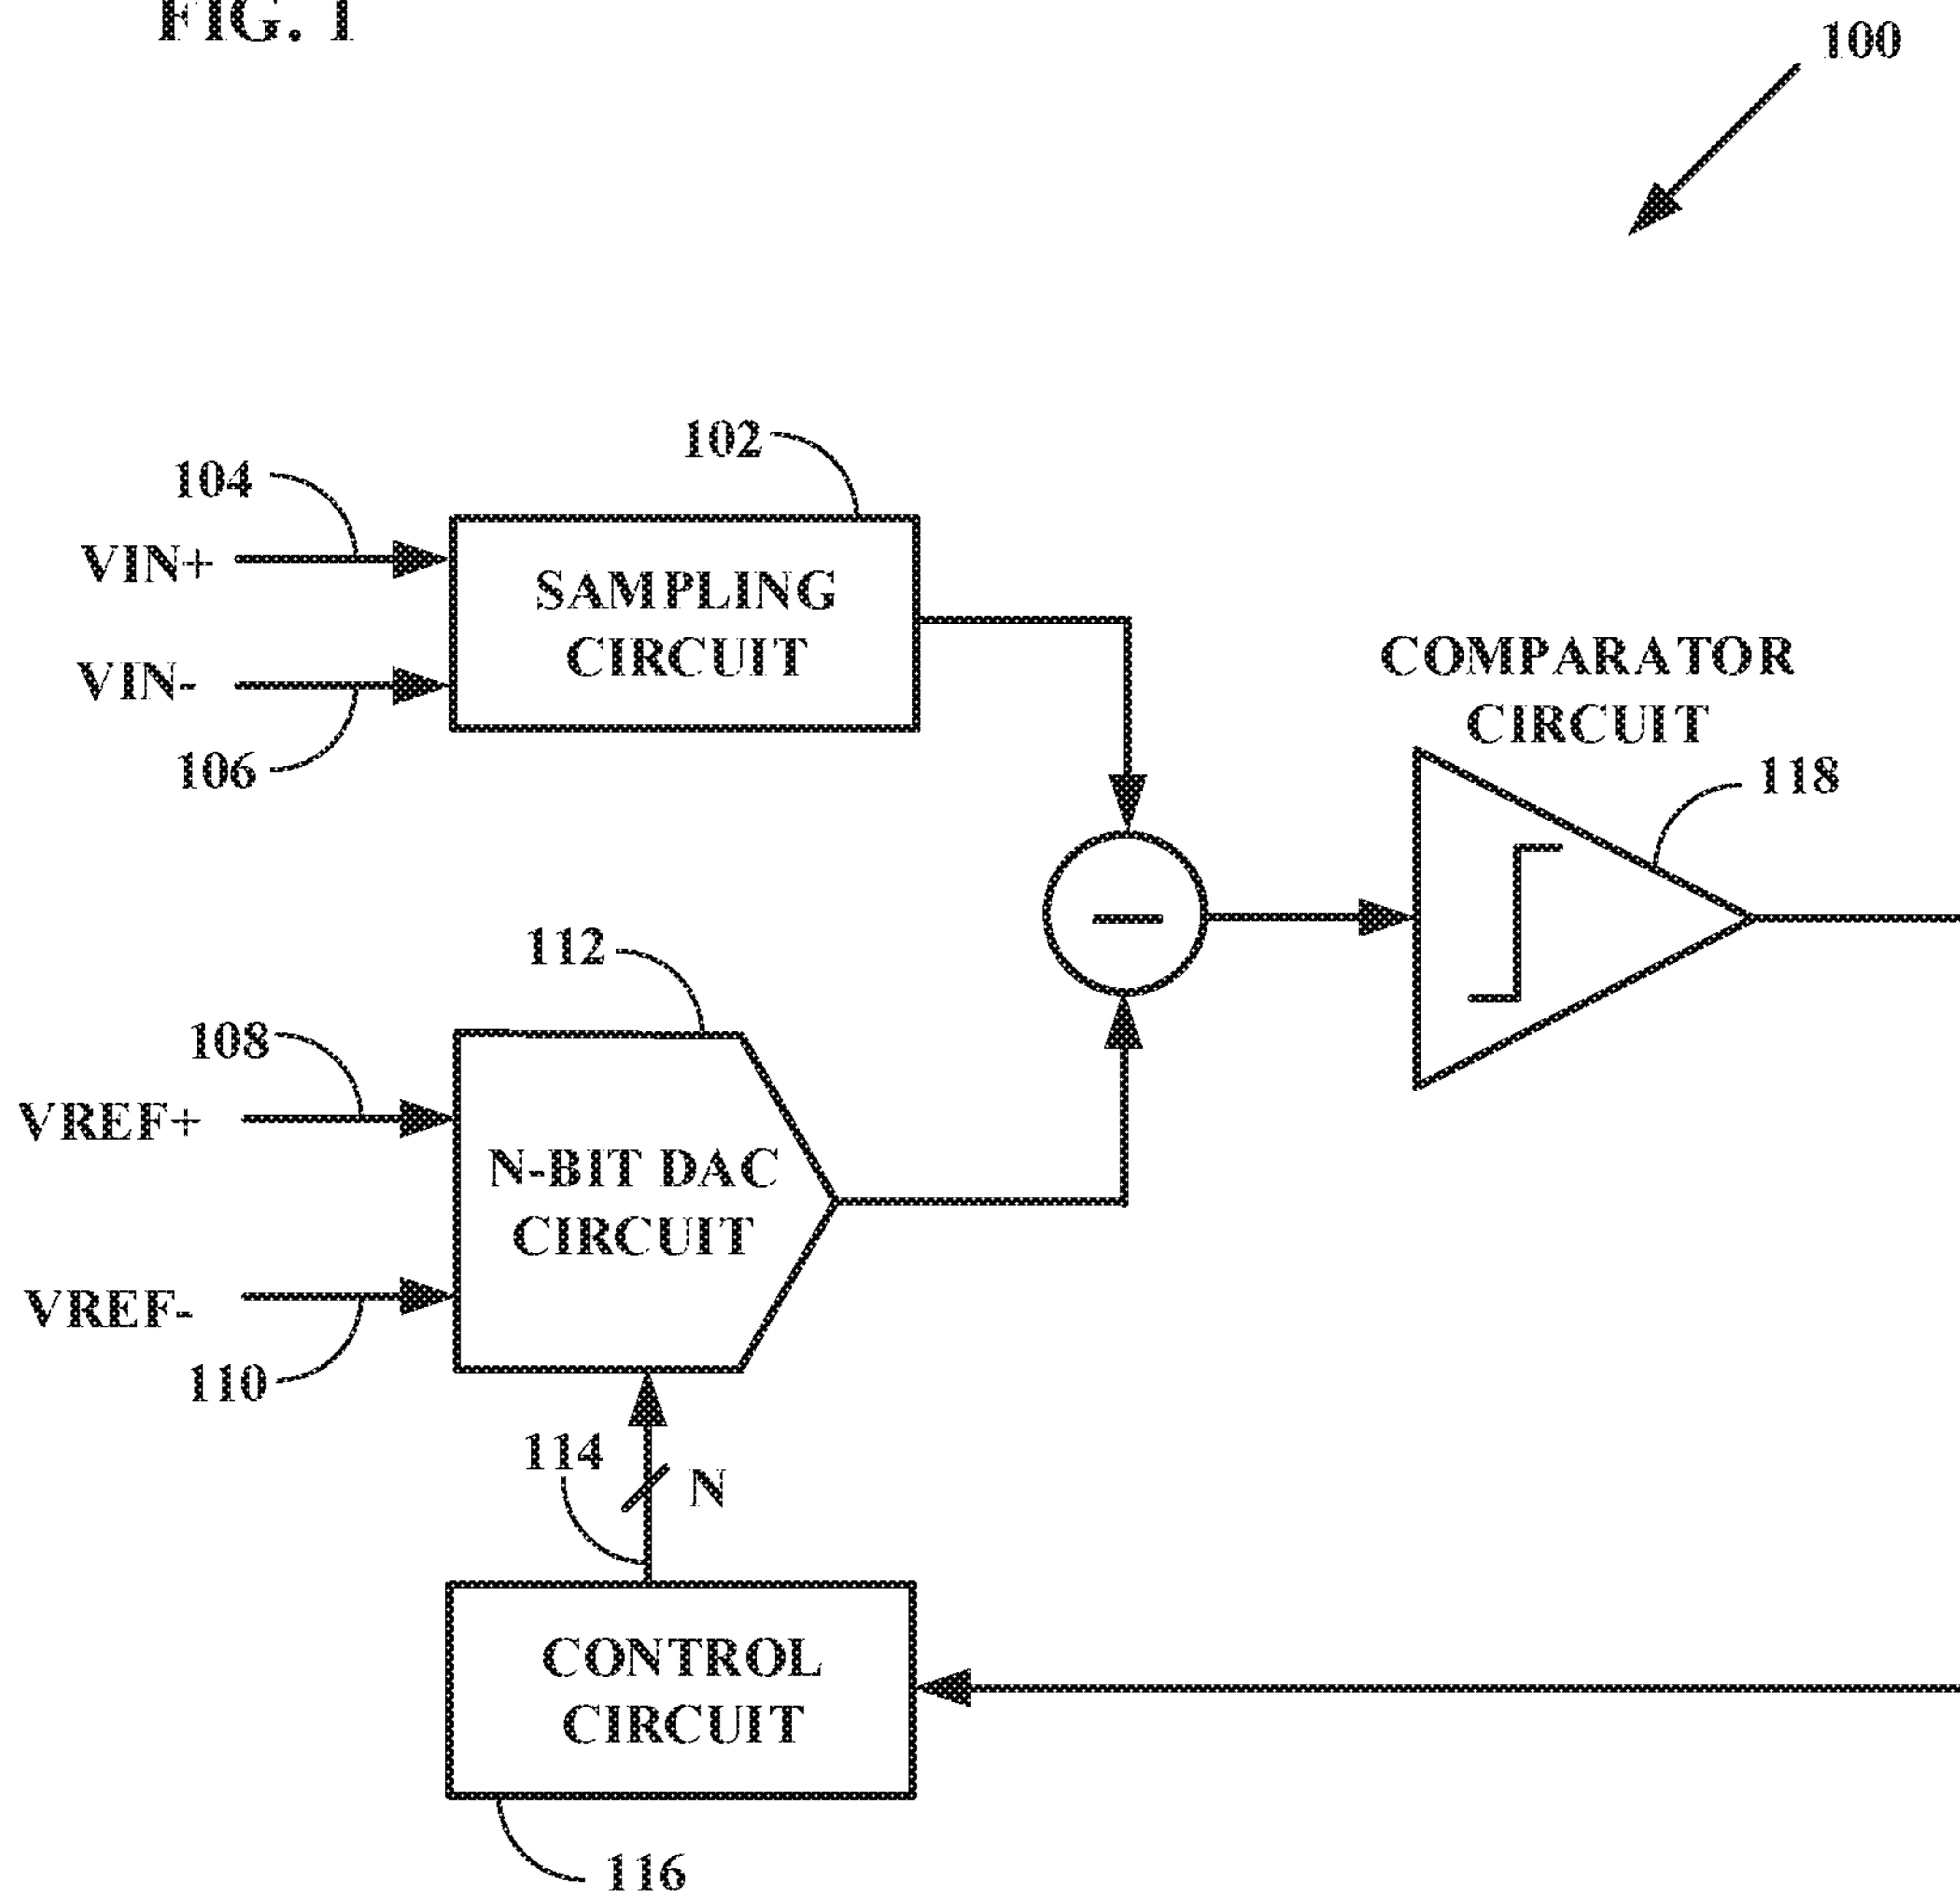 FIG. 1
100
102
104
VIN+
SAMPLING
CIRCUIT
VIN-
106
COMPARATOR
CIRCUIT
118
112
108
VREF+
N-BIT DAC
CIRCUIT
VREF-
110
114
N
CONTROL
CIRCUIT
116